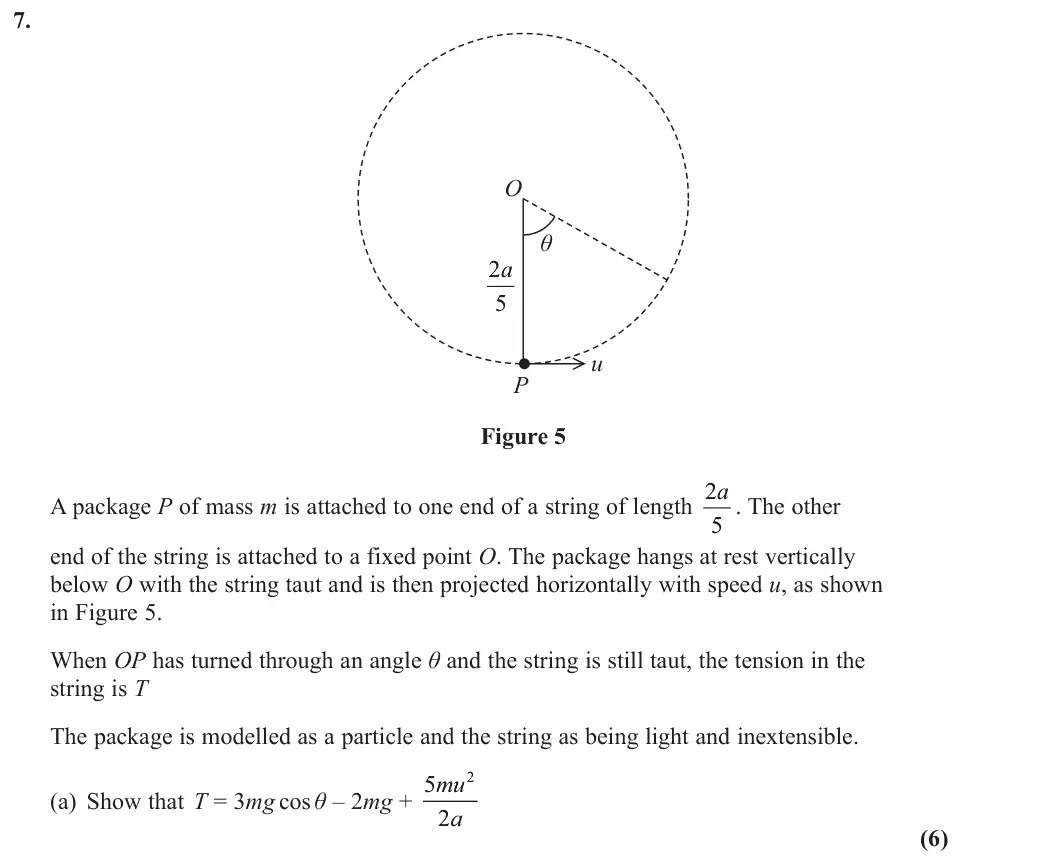 7.
O
θ
2a
5
u
P
Figure 5
A package P of mass m is attached to one end of a string of length 2a/5. The other
end of the string is attached to a fixed point O. The package hangs at rest vertically
below O with the string taut and is then projected horizontally with speed u, as shown
in Figure 5.
When OP has turned through an angle θ and the string is still taut, the tension in the
string is T
The package is modelled as a particle and the string as being light and inextensible.
(a) Show that T = 3mg cos θ – 2mg + 5mu²/2a
(6)